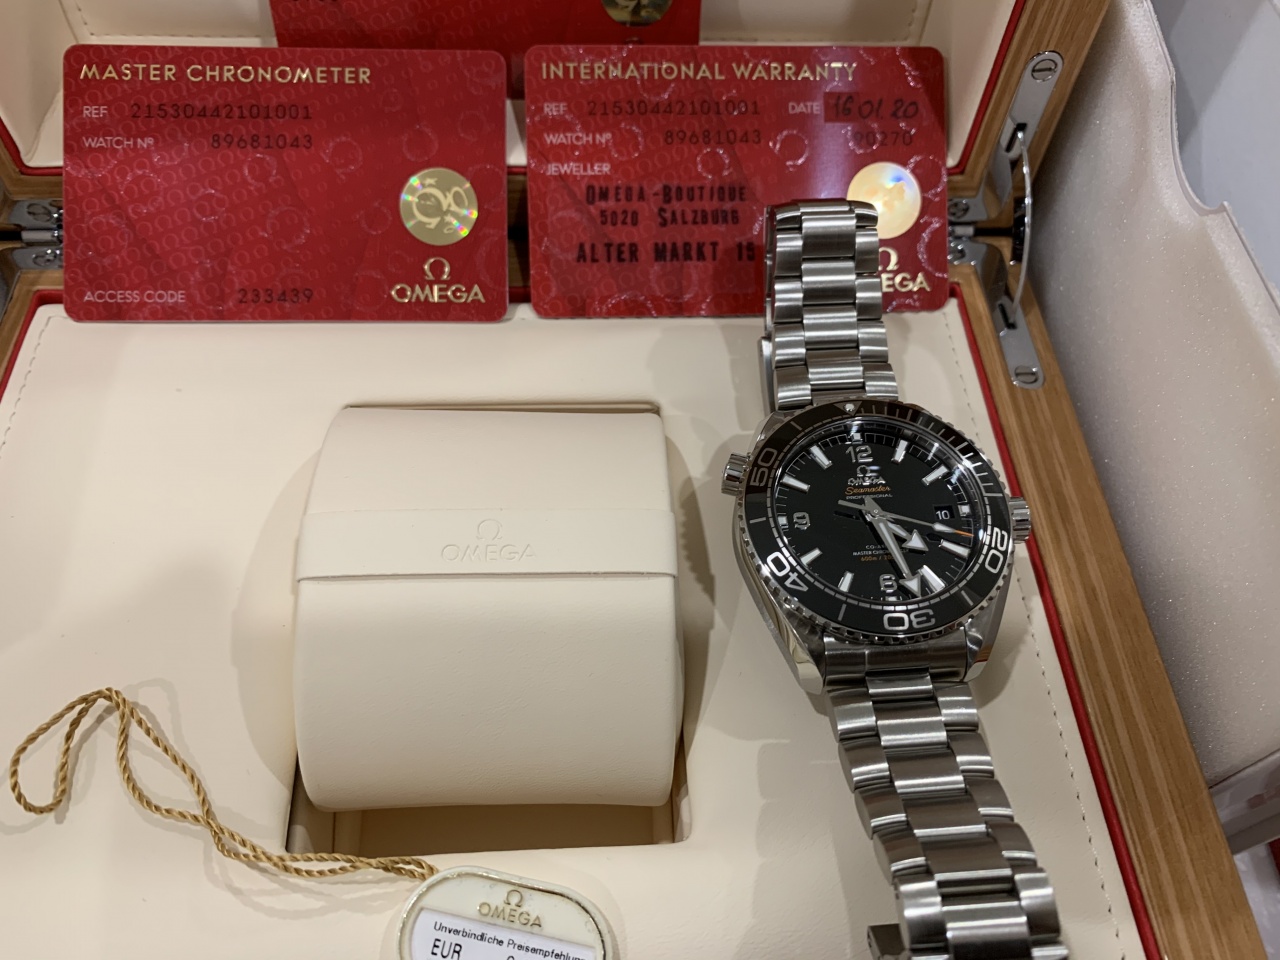 MASTER CHRONOMETER
REF 21530442101001
WATCH Nº 89681043
ACCESS CODE 233439
Ω
OMEGA
INTERNATIONAL WARRANTY
REF 21530442101001 DATE 16.01.20
WATCH Nº 89681043 90270
JEWELLER
OMEGA-BOUTIQUE
5020 SALZBURG
ALTER MARKT 15
Ω
OMEGA
Ω
OMEGA
12
Ω
OMEGA
Seamaster
PROFESSIONAL
10
6
50
20
40
30
Ω
OMEGA
Unverbindliche Preisempfehlung
EUR